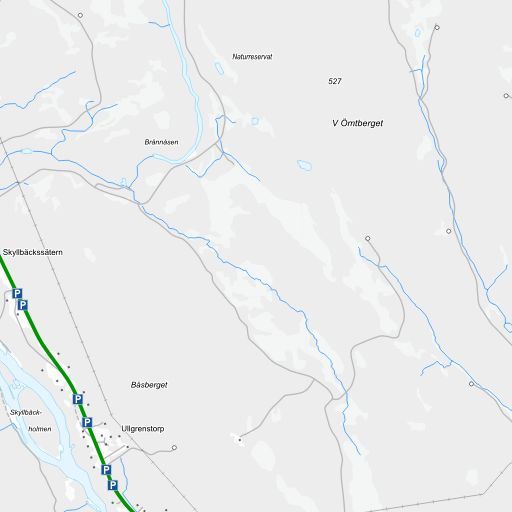 Naturreservat
527
V Ömtberget
Brännåsen
Skyllbäckssätern
P
P
Båsberget
P
Skyllbäck-
holmen
P
Ullgrenstorp
P
P